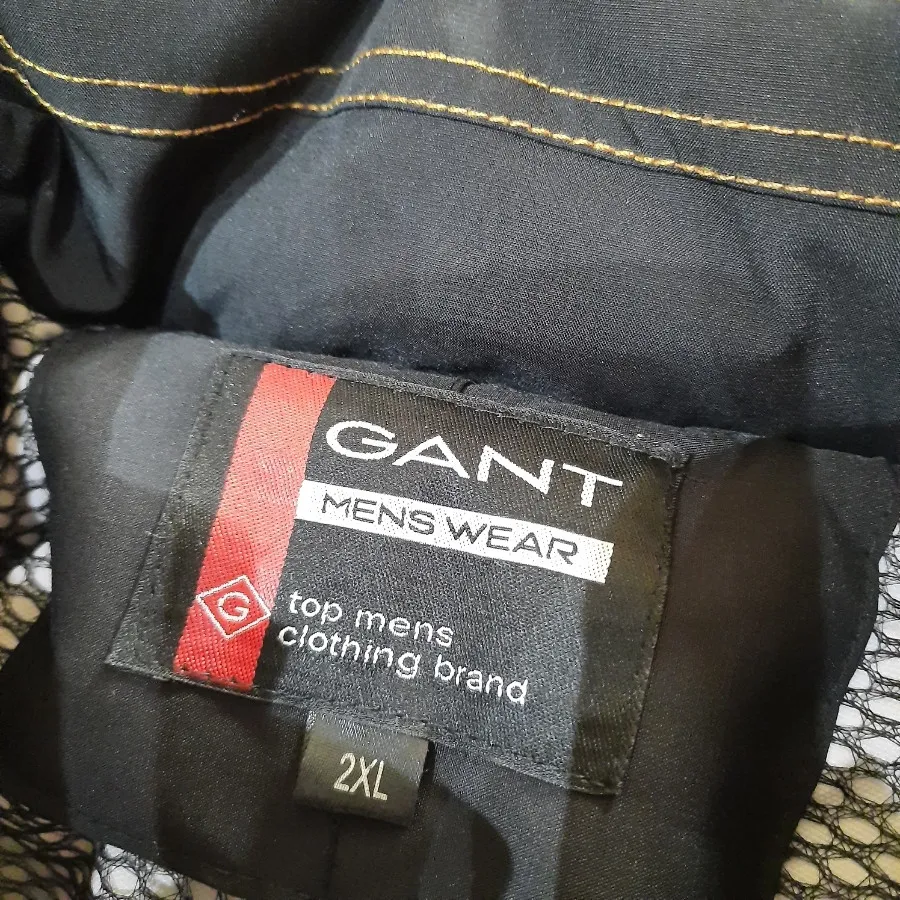 GANT
MENS WEAR
G
top mens
clothing brand
2XL